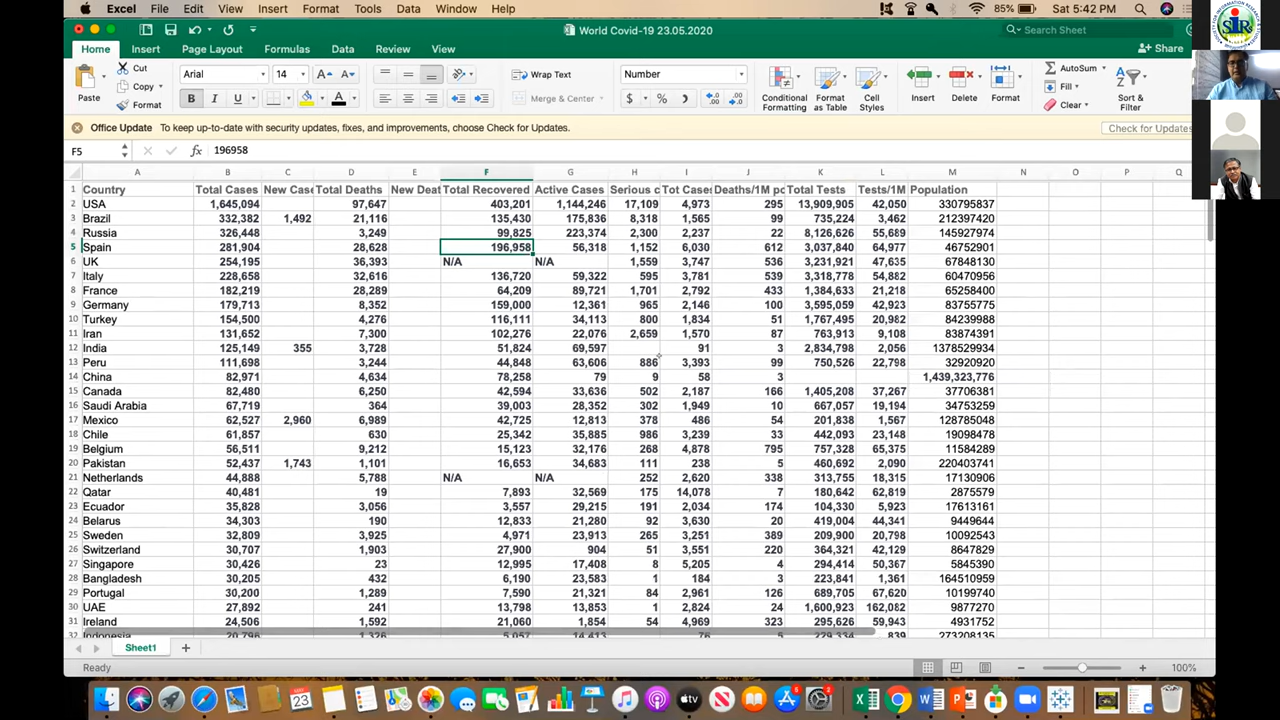 Excel File Edit View Insert Format Tools Data Window Help 85% Sat 5:42 PM
World Covid-19 23.05.2020 Search Sheet
Home Insert Page Layout Formulas Data Review View Share
Paste Cut Copy Format
Arial 14
B I U A
Wrap Text
Merge & Center
Number
$ %
Conditional Formatting
Format as Table
Cell Styles
Insert Delete Format
AutoSum
Fill
Clear
Sort & Filter
Office Update To keep up-to-date with security updates, fixes, and improvements, choose Check for Updates. Check for Updates
F5 fx 196958
A B C D E F G H I J K L M N O P Q
1 Country Total Cases New Case Total Deaths New Deat Total Recovered Active Cases Serious c Tot Cases Deaths/1M po Total Tests Tests/1M Population
2 USA 1,645,094 97,647 403,201 1,144,246 17,109 4,973 295 13,909,905 42,050 330795837
3 Brazil 332,382 1,492 21,116 135,430 175,836 8,318 1,565 99 735,224 3,462 212397420
4 Russia 326,448 3,249 99,825 223,374 2,300 2,237 22 8,126,626 55,689 145927974
5 Spain 281,904 28,628 196,958 56,318 1,152 6,030 612 3,037,840 64,977 46752901
6 UK 254,195 36,393 N/A N/A 1,559 3,747 536 3,231,921 47,635 67848130
7 Italy 228,658 32,616 136,720 59,322 595 3,781 539 3,318,778 54,882 60470956
8 France 182,219 28,289 64,209 89,721 1,701 2,792 433 1,384,633 21,218 65258400
9 Germany 179,713 8,352 159,000 12,361 965 2,146 100 3,595,059 42,923 83755775
10 Turkey 154,500 4,276 116,111 34,113 800 1,834 51 1,767,495 20,982 84239988
11 Iran 131,652 7,300 102,276 22,076 2,659 1,570 87 763,913 9,108 83874391
12 India 125,149 355 3,728 51,824 69,597 91 3 2,834,798 2,056 1378529934
13 Peru 111,698 3,244 44,848 63,606 886 3,393 99 750,526 22,798 32920920
14 China 82,971 4,634 78,258 79 9 58 3 1,439,323,776
15 Canada 82,480 6,250 42,594 33,636 502 2,187 166 1,405,208 37,267 37706381
16 Saudi Arabia 67,719 364 39,003 28,352 302 1,949 10 667,057 19,194 34753259
17 Mexico 62,527 2,960 6,989 42,725 12,813 378 486 54 201,838 1,567 128785048
18 Chile 61,857 630 25,342 35,885 986 3,239 33 442,093 23,148 19098478
19 Belgium 56,511 9,212 15,123 32,176 268 4,878 795 757,328 65,375 11584289
20 Pakistan 52,437 1,743 1,101 16,653 34,683 111 238 5 460,692 2,090 220403741
21 Netherlands 44,888 5,788 N/A N/A 252 2,620 338 313,755 18,315 17130906
22 Qatar 40,481 19 7,893 32,569 175 14,078 7 180,642 62,819 2875579
23 Ecuador 35,828 3,056 3,557 29,215 191 2,034 174 104,330 5,923 17613161
24 Belarus 34,303 190 12,833 21,280 92 3,630 20 419,004 44,341 9449644
25 Sweden 32,809 3,925 4,971 23,913 265 3,251 389 209,900 20,798 10092543
26 Switzerland 30,707 1,903 27,900 904 51 3,551 220 364,321 42,129 8647829
27 Singapore 30,426 23 12,995 17,408 8 5,205 4 294,414 50,367 5845390
28 Bangladesh 30,205 432 6,190 23,583 1 184 3 223,841 1,361 164510959
29 Portugal 30,200 1,289 7,590 21,321 84 2,961 126 689,705 67,620 10199740
30 UAE 27,892 241 13,798 13,853 1 2,824 24 1,600,923 162,082 9877270
31 Ireland 24,506 1,592 21,060 1,854 54 4,969 323 295,626 59,943 4931752
32 Indonesia 20,796 1,326 5,057 14,413 76 5 229,334 839 273208135
Sheet1
Ready 100%